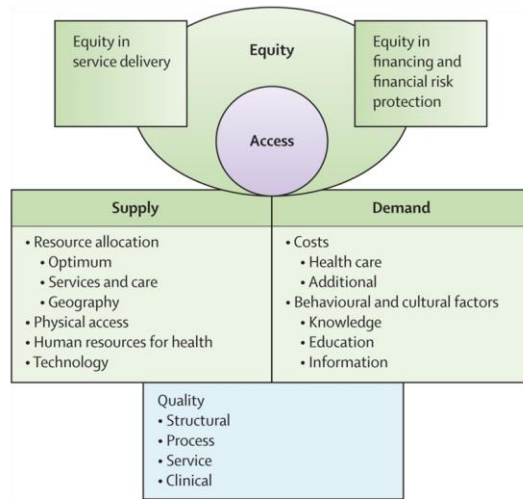 Equity in
service delivery
Equity
Equity in
financing and
financial risk
protection
Access
Supply
• Resource allocation
• Optimum
• Services and care
• Geography
• Physical access
• Human resources for health
• Technology
Demand
• Costs
• Health care
• Additional
• Behavioural and cultural factors
• Knowledge
• Education
• Information
Quality
• Structural
• Process
• Service
• Clinical